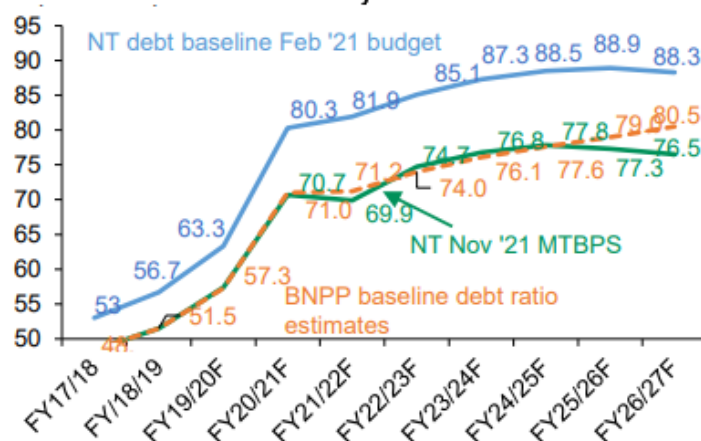 95
90
85
80
75
70
65
60
55
50
NT debt baseline Feb '21 budget
53
56.7
63.3
80.3
81.9
85.1
87.3
88.5
88.9
88.3
70.7
69.9
74.7
76.8
77.8
77.3
76.5
51.5
57.3
71.0
71.2
74.0
76.1
77.6
79.0
80.5
NT Nov '21 MTBPS
BNPP baseline debt ratio
estimates
FY17/18
FY/18/19
FY19/20F
FY20/21F
FY21/22F
FY22/23F
FY23/24F
FY24/25F
FY25/26F
FY26/27F